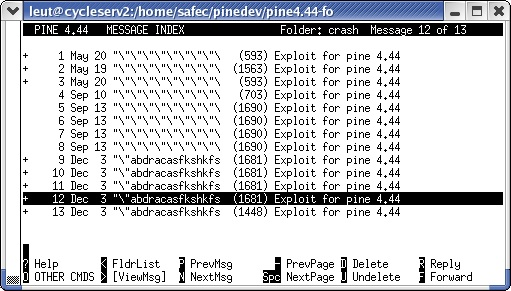 leut@cycleserv2:/home/safec/pinedev/pine4.44-fo
PINE 4.44   MESSAGE INDEX                Folder: crash  Message 12 of 13
+     1 May 20 "\"\"\"\"\"\"\"\"\  (593) Exploit for pine 4.44
+     2 May 19 "\"\"\"\"\"\"\"\"\ (1563) Exploit for pine 4.44
+     3 May 20 "\"\"\"\"\"\"\"\"\  (593) Exploit for pine 4.44
      4 Sep 10 "\"\"\"\"\"\"\"\"\  (703) Exploit for pine 4.44
      5 Sep 13 "\"\"\"\"\"\"\"\"\ (1690) Exploit for pine 4.44
      6 Sep 13 "\"\"\"\"\"\"\"\"\ (1690) Exploit for pine 4.44
      7 Sep 13 "\"\"\"\"\"\"\"\"\ (1690) Exploit for pine 4.44
      8 Sep 13 "\"\"\"\"\"\"\"\"\ (1690) Exploit for pine 4.44
+     9 Dec  3 "\"abdracasfkshkfs (1681) Exploit for pine 4.44
+    10 Dec  3 "\"abdracasfkshkfs (1681) Exploit for pine 4.44
+    11 Dec  3 "\"abdracasfkshkfs (1681) Exploit for pine 4.44
+    12 Dec  3 "\"abdracasfkshkfs (1681) Exploit for pine 4.44
+    13 Dec  3 "\"abdracasfkshkfs (1448) Exploit for pine 4.44
? Help       < FldrList  P PrevMsg      - PrevPage D Delete    R Reply
O OTHER CMDS > [ViewMsg] N NextMsg    Spc NextPage U Undelete  F Forward